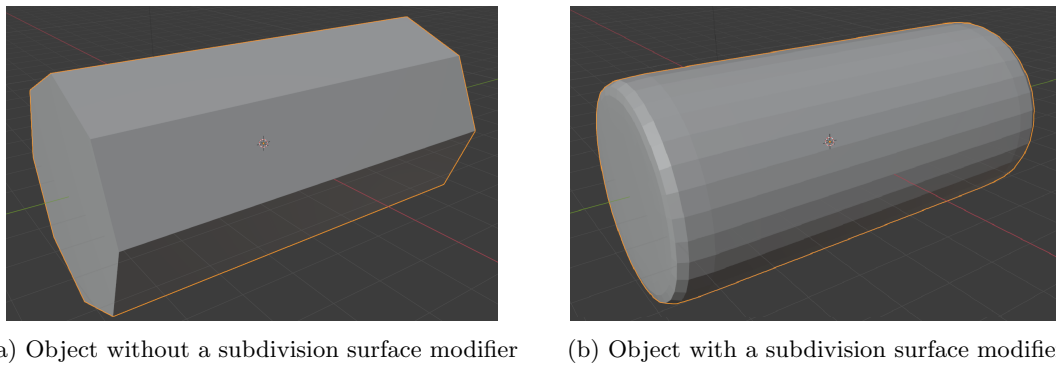 a) Object without a subdivision surface modifier
(b) Object with a subdivision surface modifie